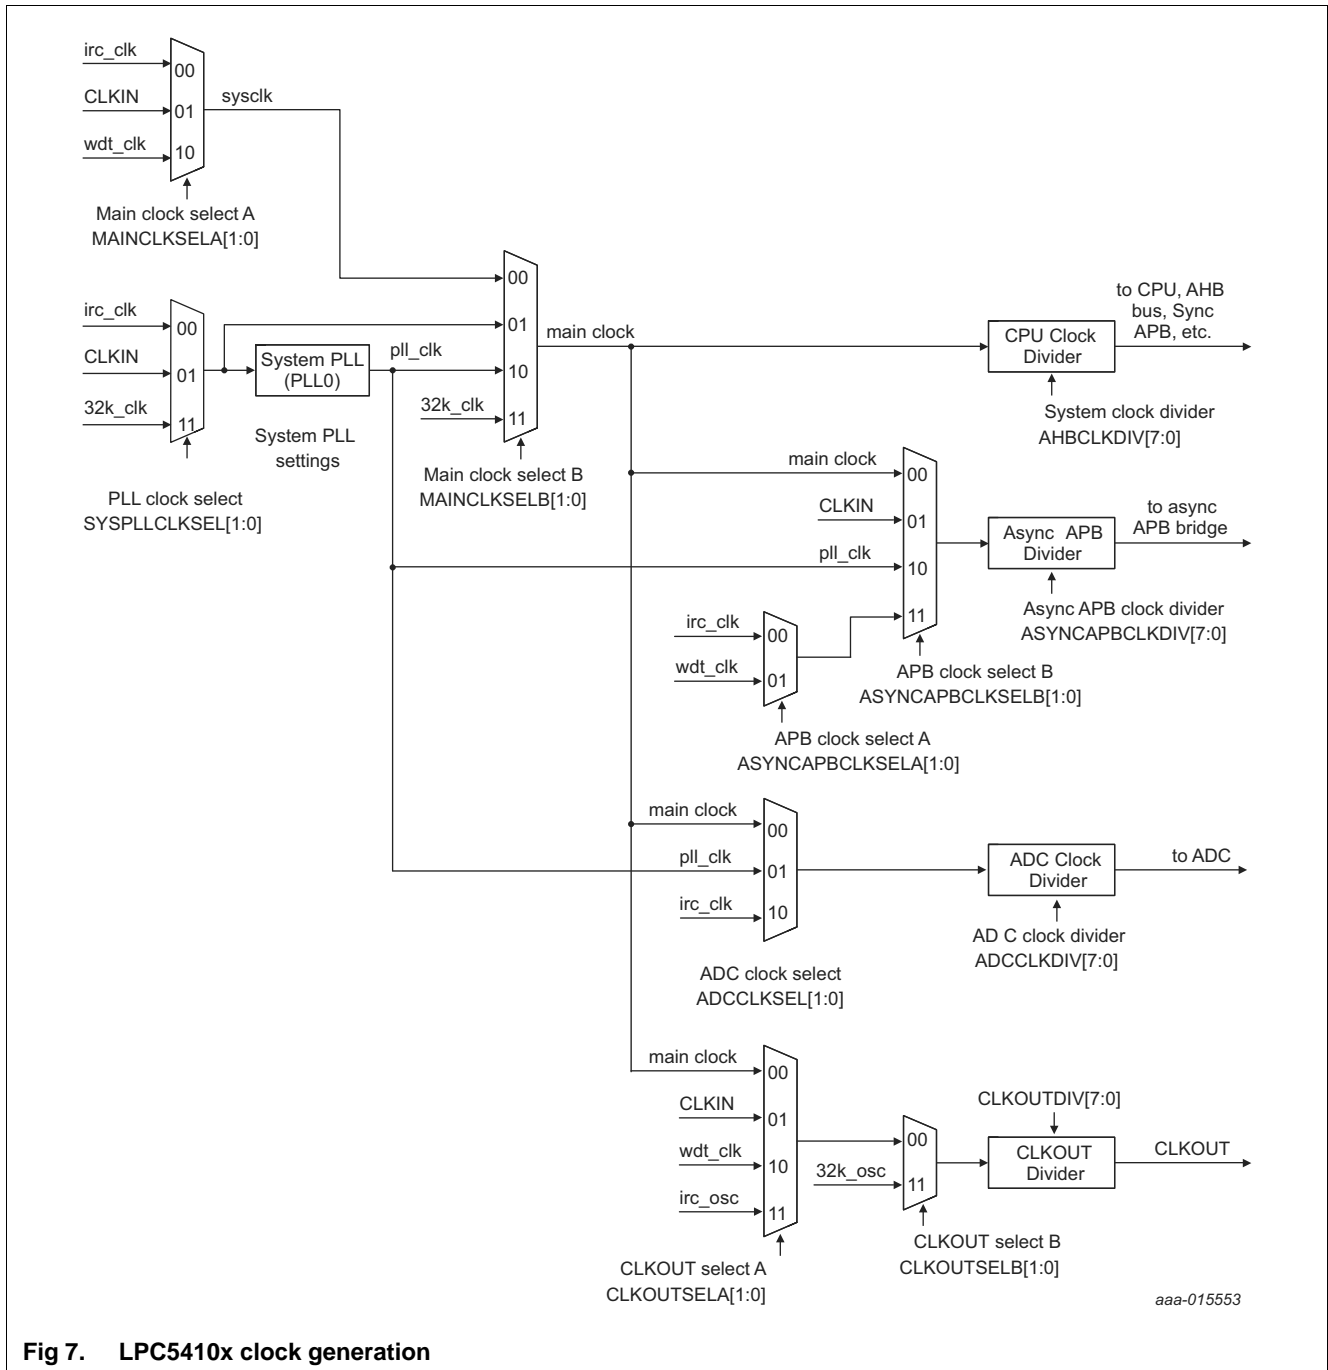 irc_clk
00
CLKIN
01
sysclk
wdt_clk
10
Main clock select A
MAINCLKSELA[1:0]
irc_clk
00
CLKIN
01
32k_clk
11
System PLL
(PLL0)
pll_clk
System PLL
settings
PLL clock select
SYSPLLCLKSEL[1:0]
00
01
10
32k_clk
11
main clock
Main clock select B
MAINCLKSELB[1:0]
CPU Clock
Divider
to CPU, AHB
bus, Sync
APB, etc.
System clock divider
AHBCLKDIV[7:0]
main clock
00
CLKIN
01
pll_clk
10
11
irc_clk
00
wdt_clk
01
APB clock select A
ASYNCAPBCLKSELA[1:0]
APB clock select B
ASYNCAPBCLKSELB[1:0]
Async APB
Divider
to async
APB bridge
Async APB clock divider
ASYNCAPBCLKDIV[7:0]
main clock
00
pll_clk
01
irc_clk
10
ADC clock select
ADCCLKSEL[1:0]
ADC Clock
Divider
to ADC
AD C clock divider
ADCCLKDIV[7:0]
main clock
00
CLKIN
01
wdt_clk
10
irc_osc
11
CLKOUT select A
CLKOUTSELA[1:0]
00
32k_osc
11
CLKOUT select B
CLKOUTSELB[1:0]
CLKOUTDIV[7:0]
CLKOUT
Divider
CLKOUT
aaa-015553
Fig 7. LPC5410x clock generation